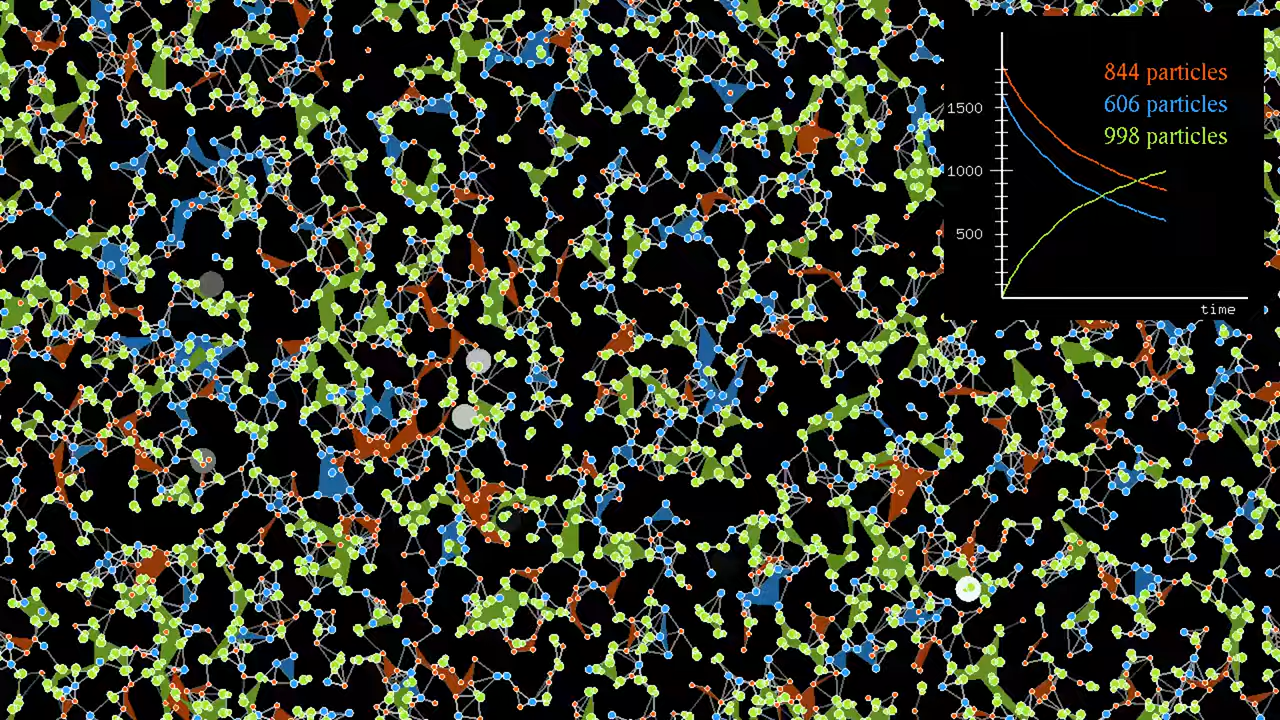 844 particles
606 particles
998 particles
1500
1000
500
time